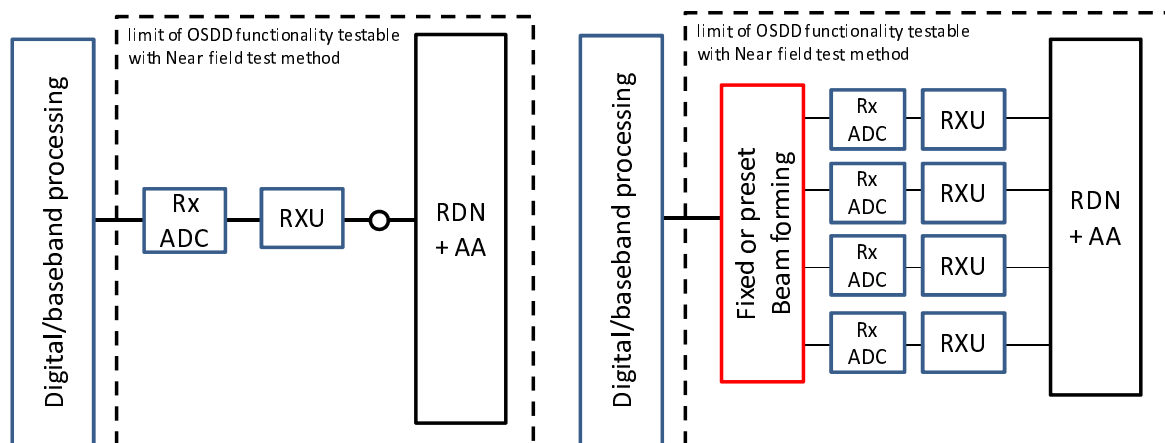 limit of OSDD functionality testable
with Near field test method
Digital/baseband processing
Rx
ADC
RXU
RDN
+ AA
limit of OSDD functionality testable
with Near field test method
Digital/baseband processing
Fixed or preset
Beam forming
Rx
ADC
RXU
Rx
ADC
RXU
Rx
ADC
RXU
Rx
ADC
RXU
RDN
+ AA